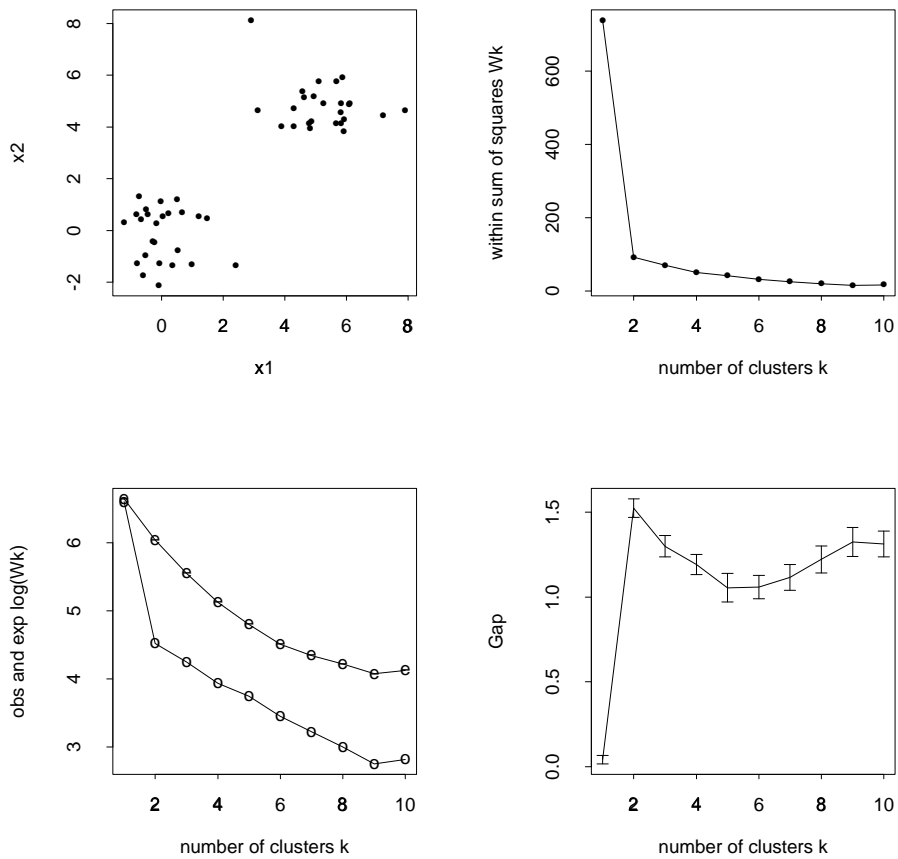 x1
x2
0 2 4 6 8
-2 0 2 4 6 8
number of clusters k
within sum of squares Wk
2 4 6 8 10
0 200 400 600
number of clusters k
obs and exp log(Wk)
2 4 6 8 10
3 4 5 6
number of clusters k
Gap
2 4 6 8 10
0.0 0.5 1.0 1.5